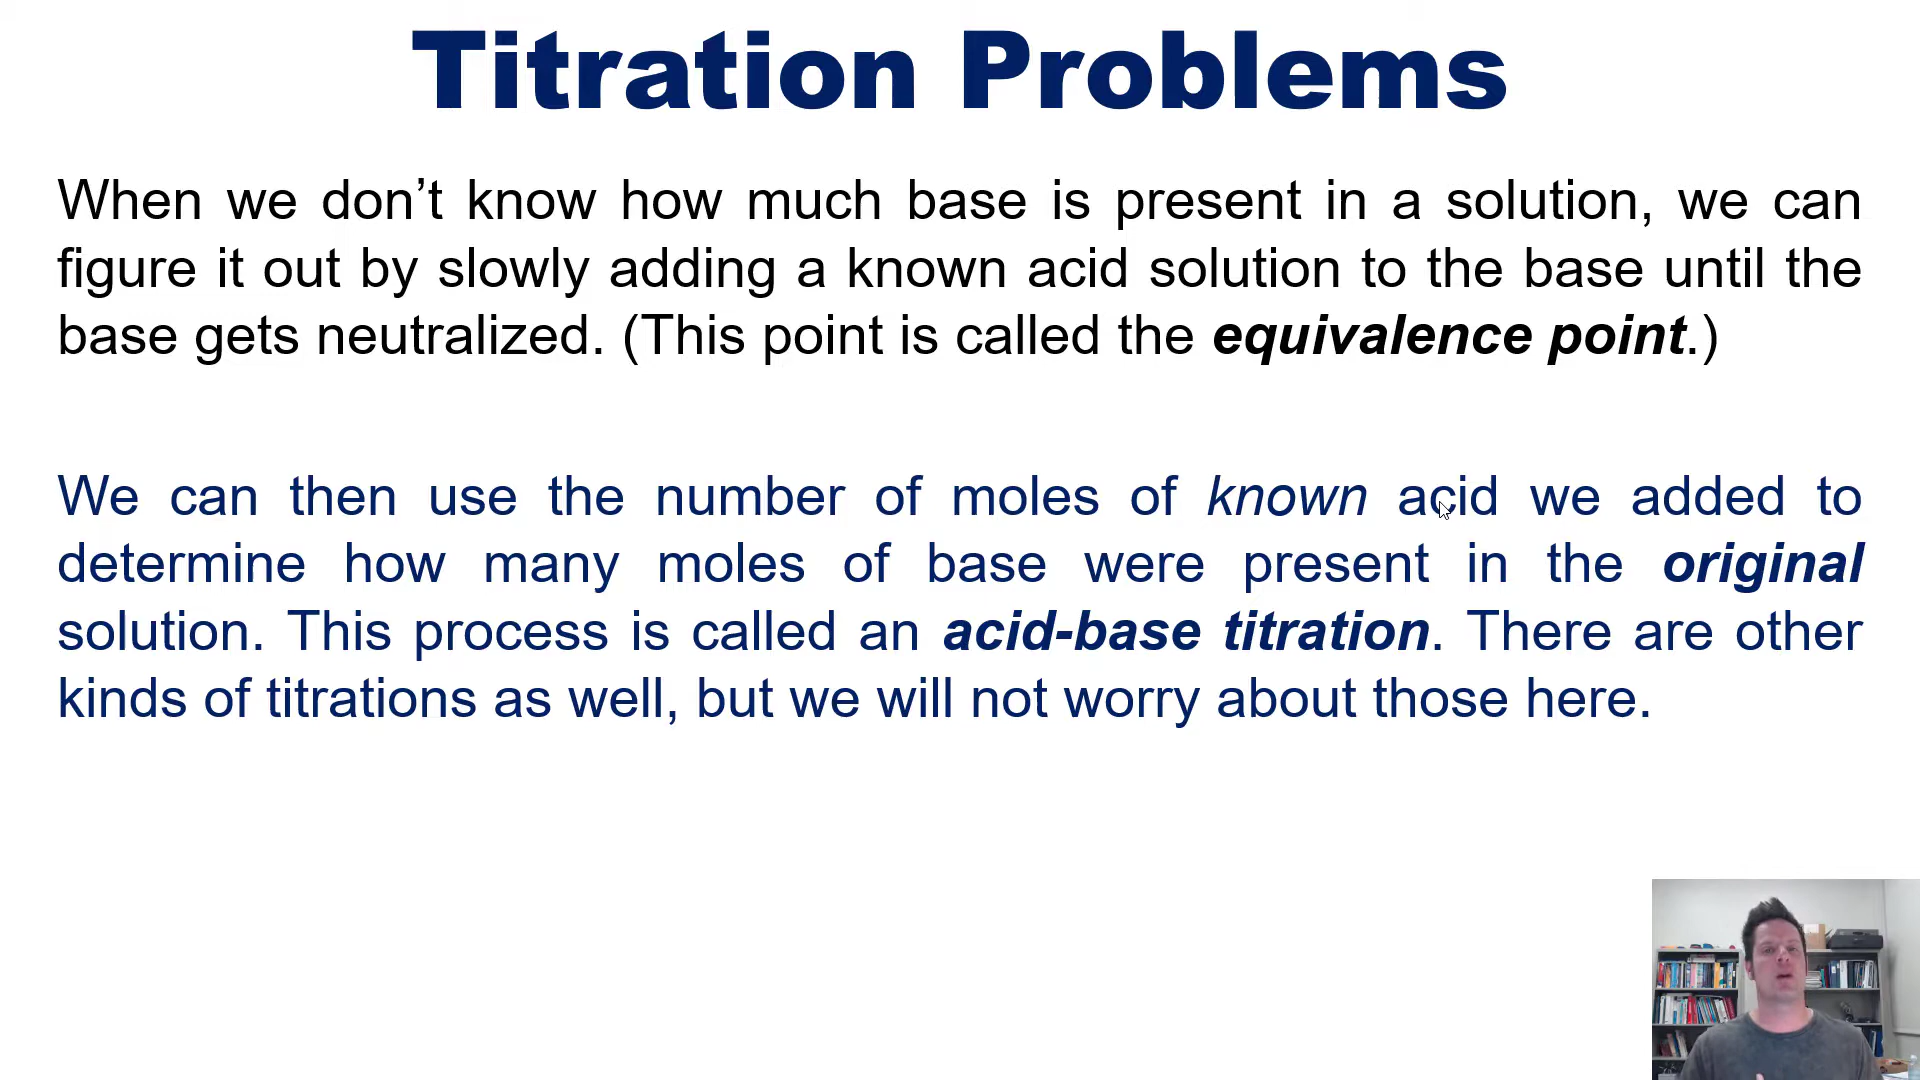 Titration Problems
When we don’t know how much base is present in a solution, we can
figure it out by slowly adding a known acid solution to the base until the
base gets neutralized. (This point is called the equivalence point.)
We can then use the number of moles of known acid we added to
determine how many moles of base were present in the original
solution. This process is called an acid-base titration. There are other
kinds of titrations as well, but we will not worry about those here.